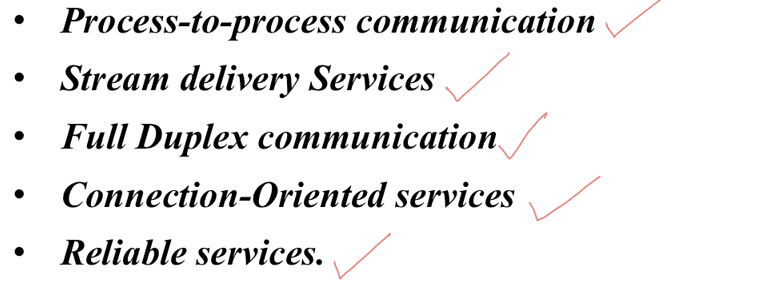 • Process-to-process communication
• Stream delivery Services
• Full Duplex communication
• Connection-Oriented services
• Reliable services.